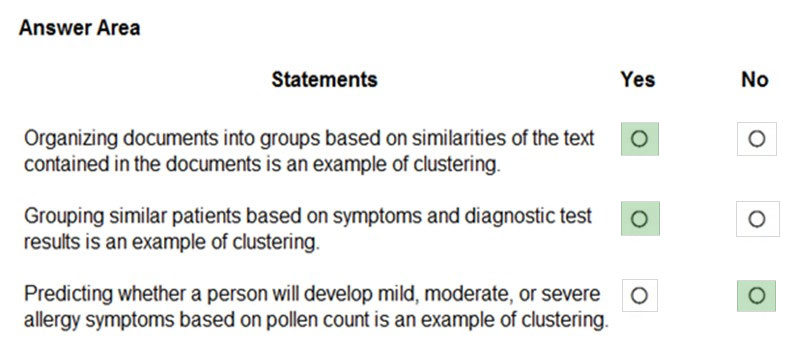 Answer Area
Statements Yes No
Organizing documents into groups based on similarities of the text
contained in the documents is an example of clustering.
Grouping similar patients based on symptoms and diagnostic test
results is an example of clustering.
Predicting whether a person will develop mild, moderate, or severe
allergy symptoms based on pollen count is an example of clustering.